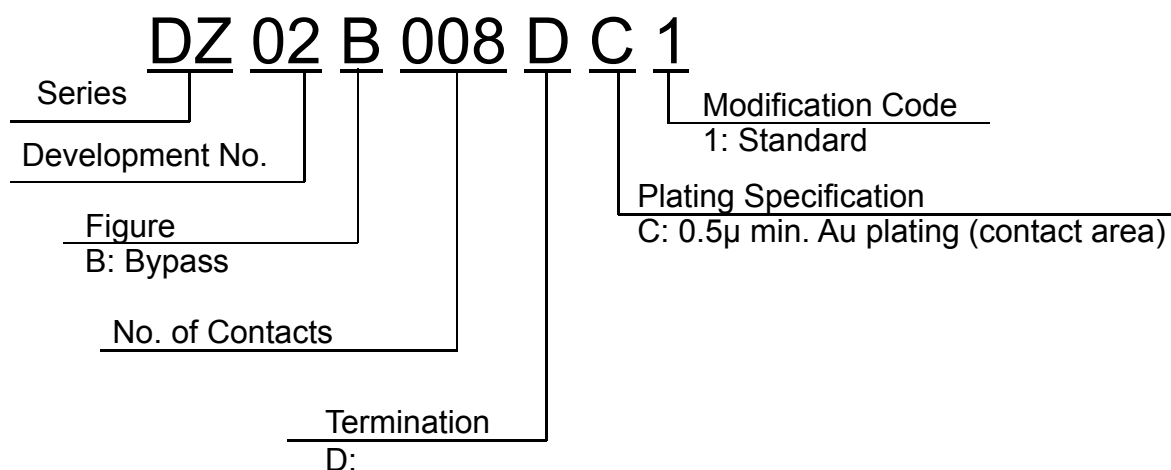 DZ 02 B 008 D C 1
Series
Modification Code
1: Standard
Development No.
Plating Specification
C: 0.5μ min. Au plating (contact area)
Figure
B: Bypass
No. of Contacts
Termination
D: